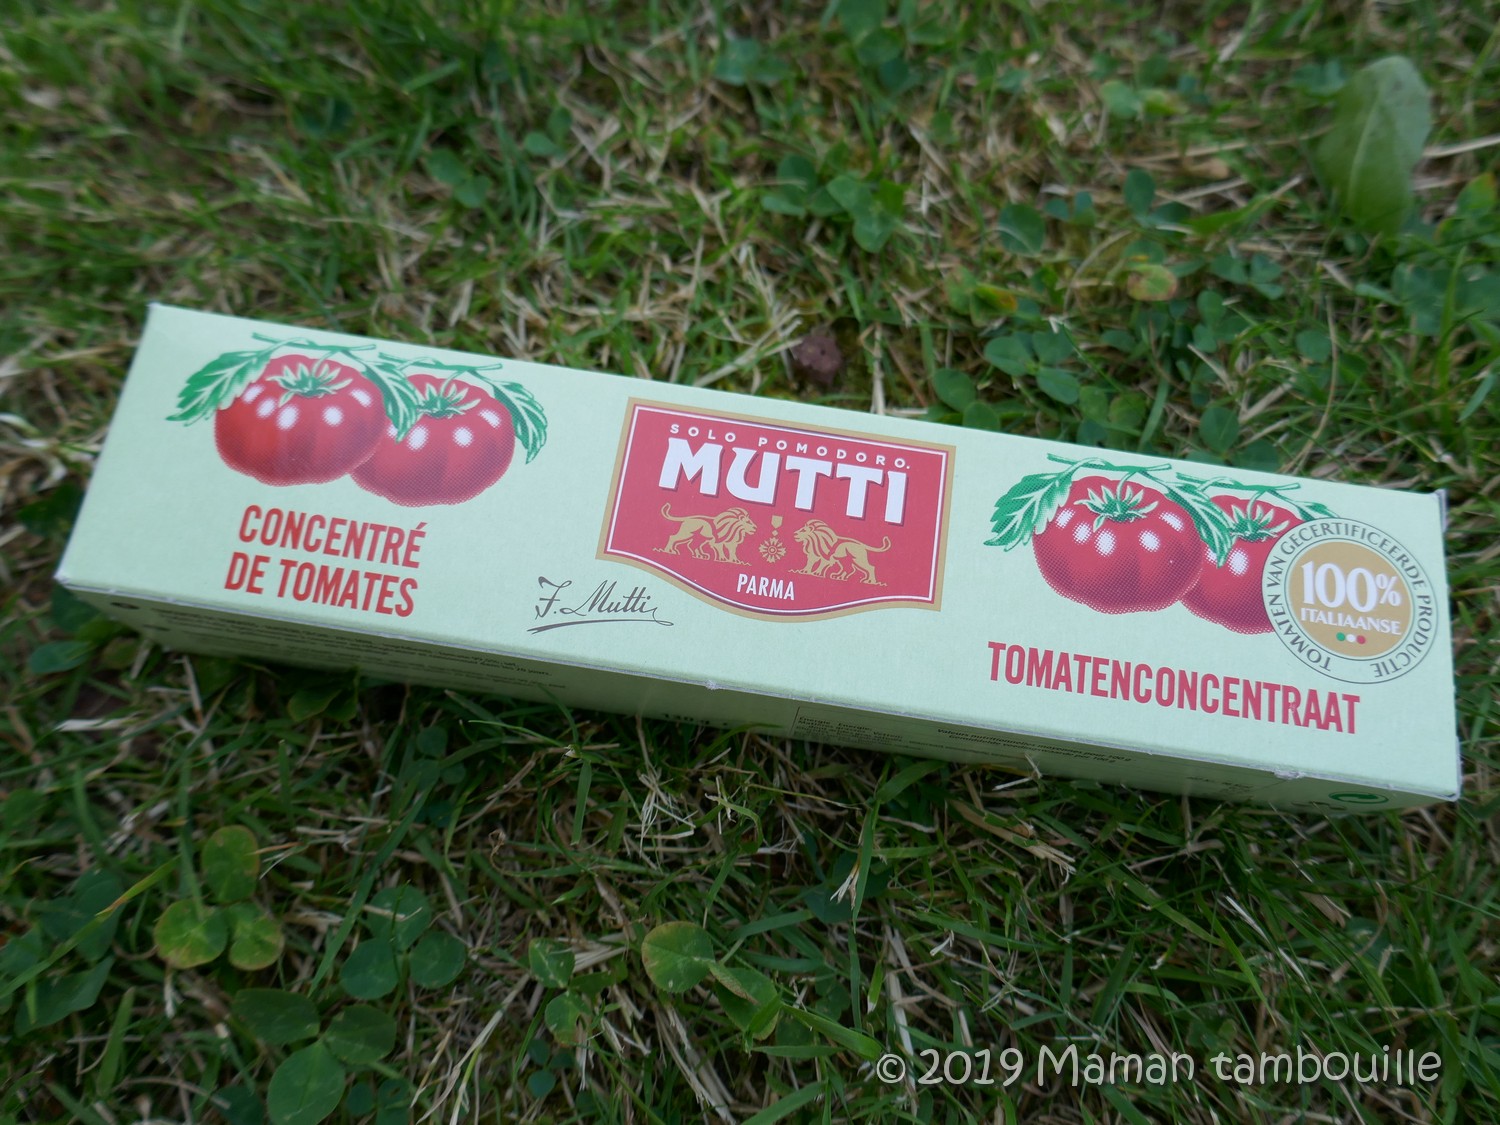 CONCENTRÉ
DE TOMATES
SOLO POMODORO.
MUTTI
PARMA
F. Mutti
TOMATENCONCENTRAAT
TOMATEN VAN GECERTIFICEERDE PRODUCTIE
100%
ITALIAANSE
© 2019 Maman tambouille